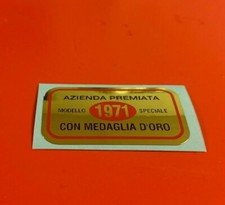 AZIENDA PREMIATA
MODELLO 1971 SPECIALE
CON MEDAGLIA D'ORO